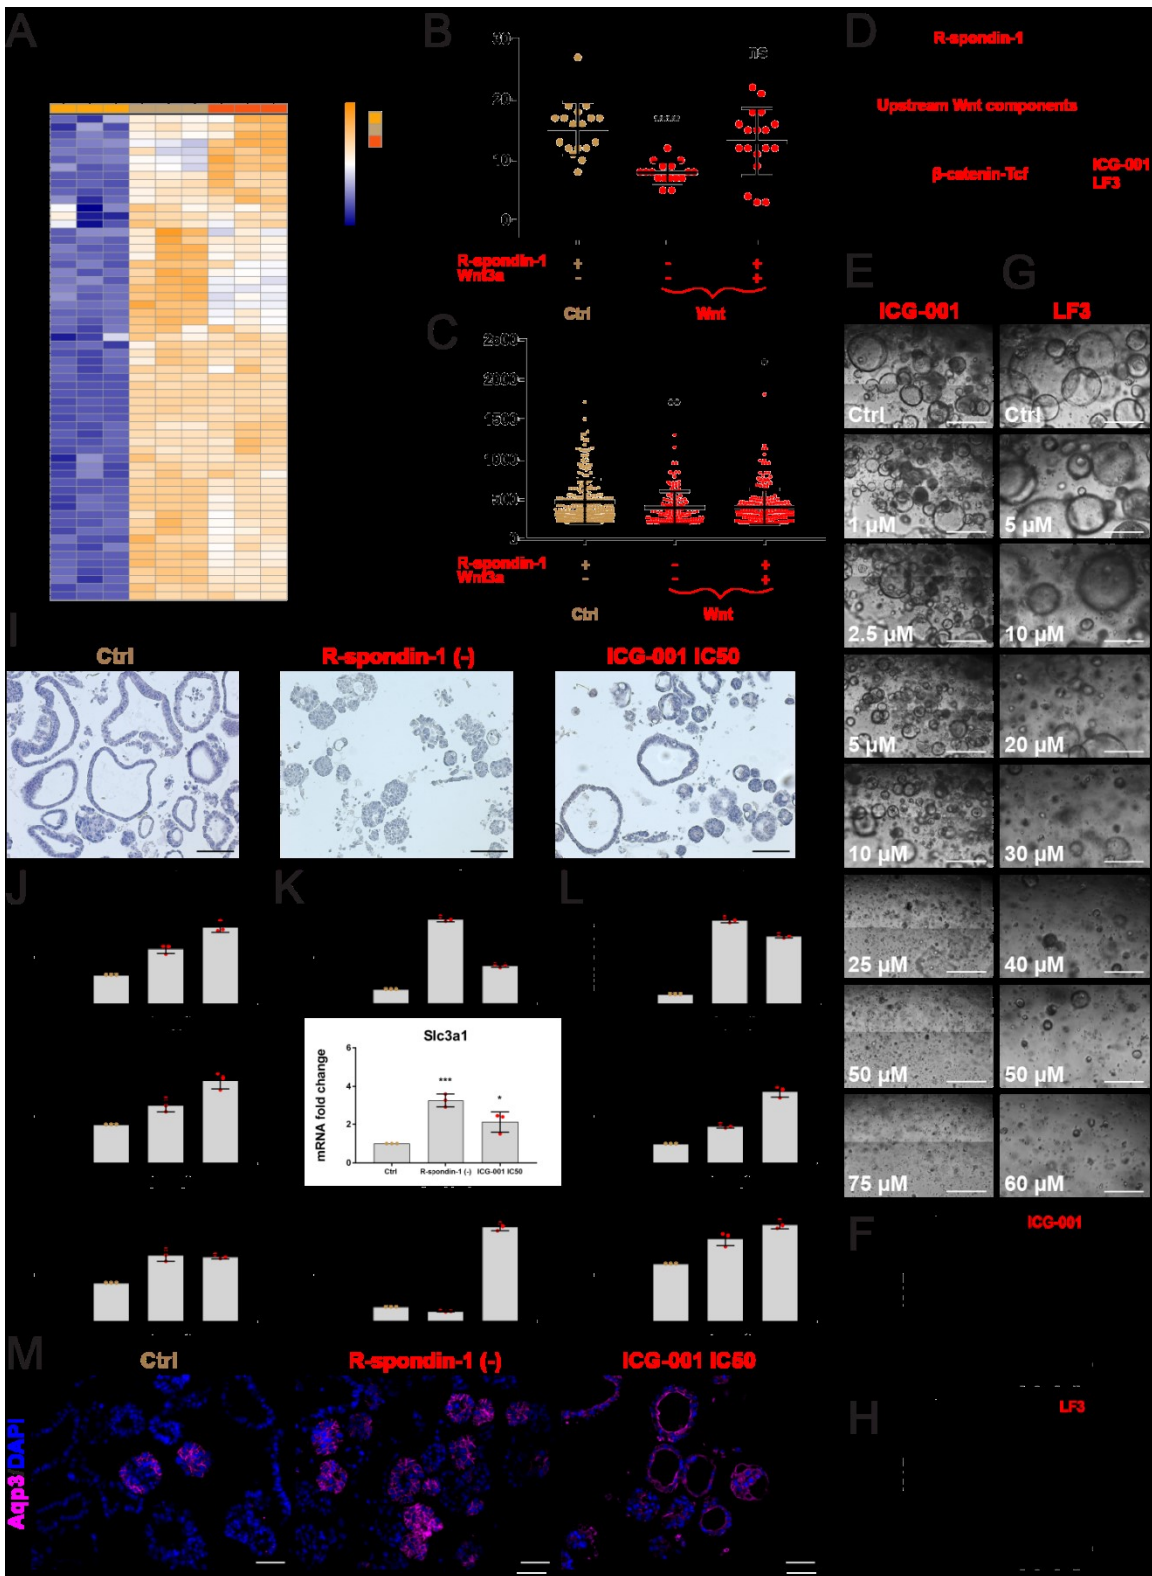 A
B
30
20
10
0
ns
****
R-spondin-1 + - +
Wnt3a - - +
Ctrl Wnt
C
2500
2000
1500
1000
500
0
R-spondin-1 + - +
Wnt3a - - +
Ctrl Wnt
D
R-spondin-1
Upstream Wnt components
β-catenin-Tcf
ICG-001
LF3
E
ICG-001
Ctrl
1 µM
2.5 µM
5 µM
10 µM
25 µM
50 µM
75 µM
G
LF3
Ctrl
5 µM
10 µM
20 µM
30 µM
40 µM
50 µM
60 µM
F
ICG-001
H
LF3
I
Ctrl
R-spondin-1 (-)
ICG-001 IC50
J
K
L
Slc3a1
mRNA fold change
6
4
2
0
***
*
Ctrl R-spondin-1 (-) ICG-001 IC50
M
Ctrl
R-spondin-1 (-)
ICG-001 IC50
Aqp3/DAPI